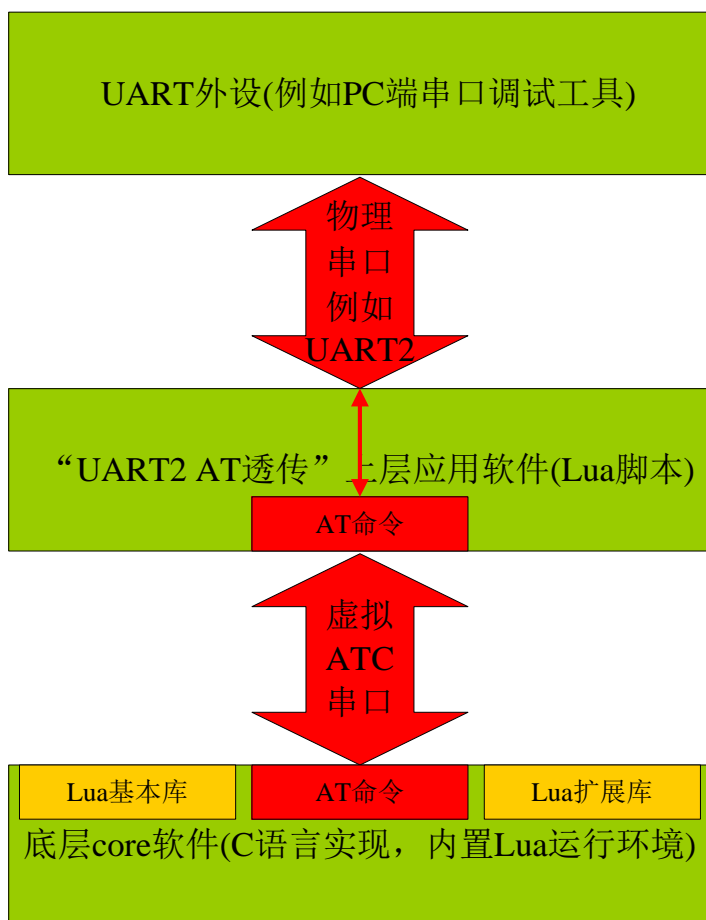 UART外设(例如PC端串口调试工具)
物理
串口
例如
UART2
“UART2 AT透传”上层应用软件(Lua脚本)
AT命令
虚拟
ATC
串口
Lua基本库
AT命令
Lua扩展库
底层core软件(C语言实现，内置Lua运行环境)